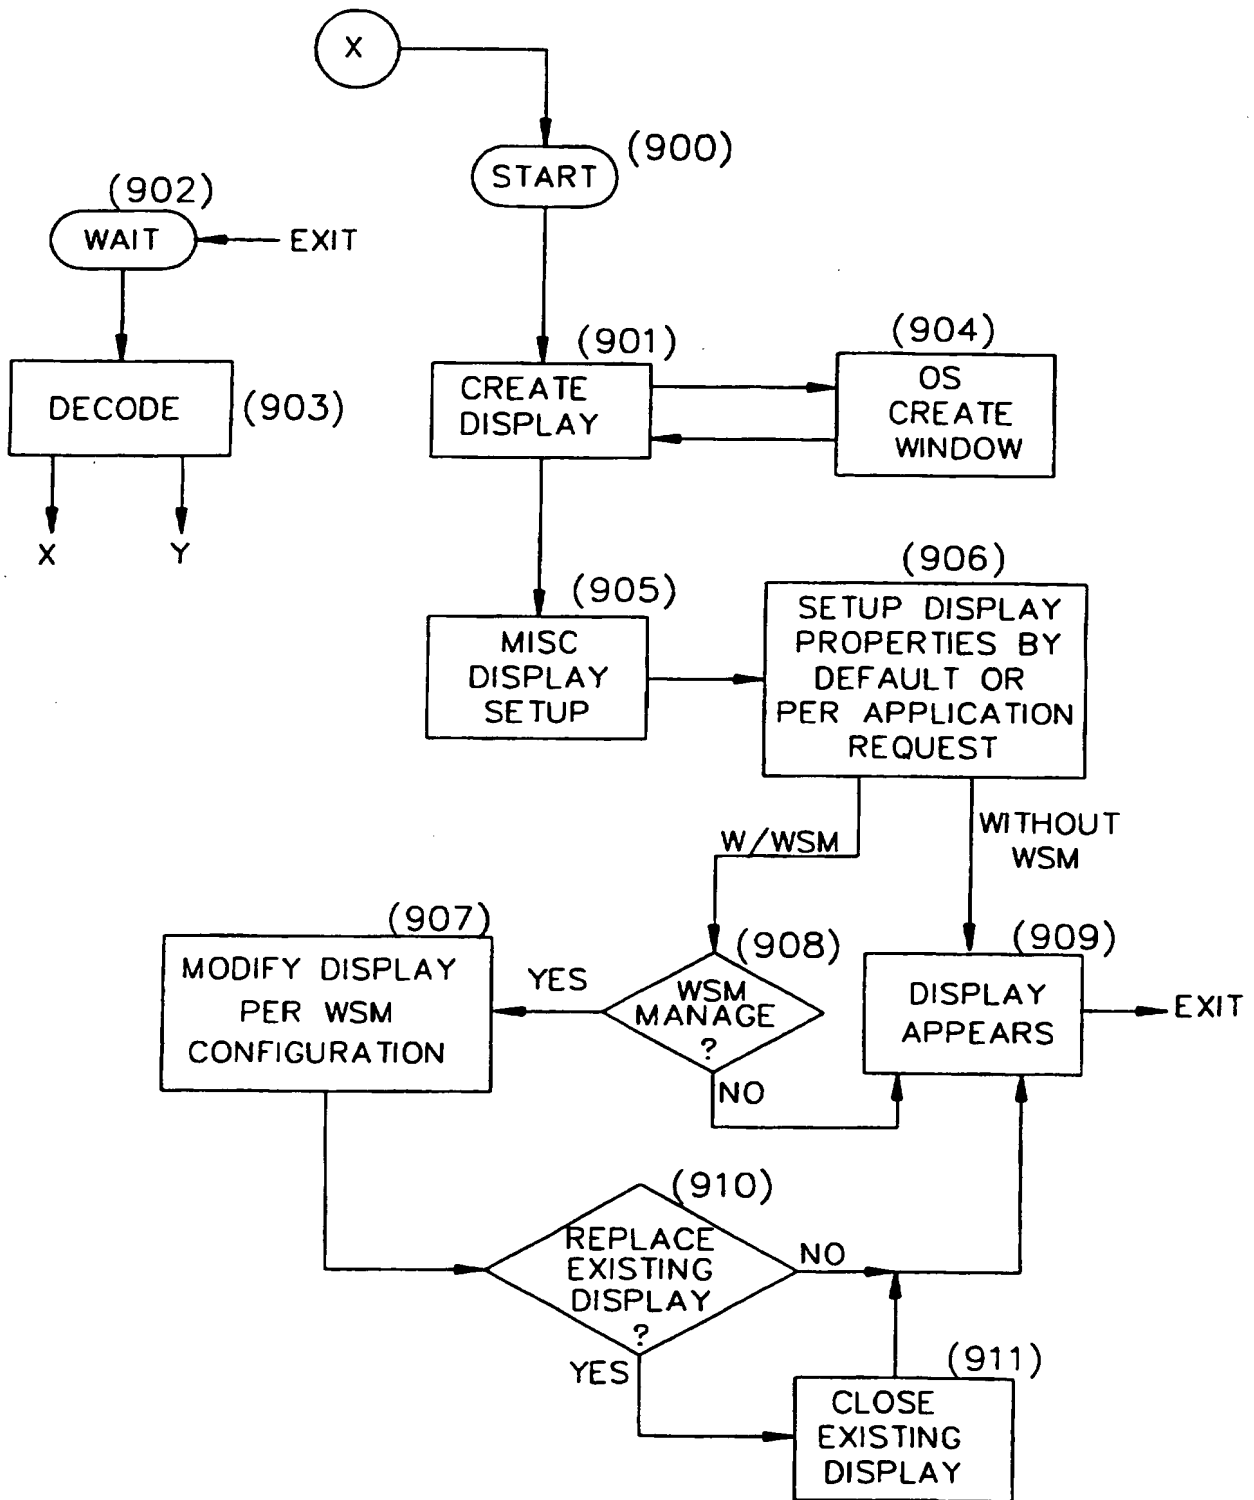 X
(900)
START
(902)
WAIT
EXIT
(901)
CREATE
DISPLAY
(904)
OS
CREATE
WINDOW
DECODE
(903)
X
Y
(905)
MISC
DISPLAY
SETUP
(906)
SETUP DISPLAY
PROPERTIES BY
DEFAULT OR
PER APPLICATION
REQUEST
W/WSM
WITHOUT
WSM
(907)
MODIFY DISPLAY
PER WSM
CONFIGURATION
YES
(908)
WSM
MANAGE
?
NO
(909)
DISPLAY
APPEARS
EXIT
(910)
REPLACE
EXISTING
DISPLAY
?
NO
YES
(911)
CLOSE
EXISTING
DISPLAY